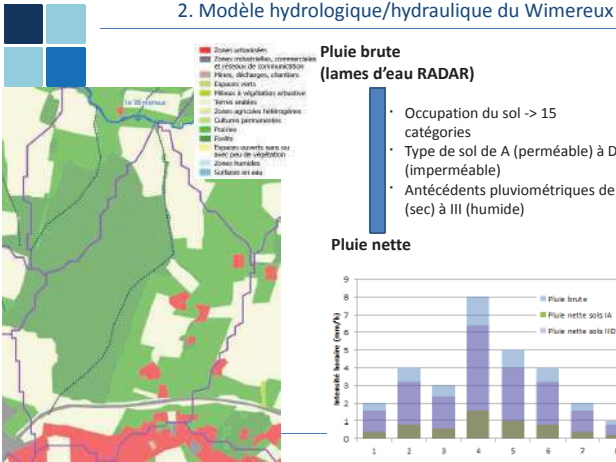 2. Modèle hydrologique/hydraulique du Wimereux
Zones urbanisées
Zones industrielles, commerciales
et réseaux de communication
Mines, décharges, chantiers
Espaces verts
Milieux à végétation arbustive
Terres arables
Zones agricoles hétérogènes
Cultures permanentes
Prairies
Forêts
Espaces ouverts sans ou
avec peu de végétation
Zones humides
Surfaces en eau
le Wimereux
Pluie brute
(lames d'eau RADAR)
· Occupation du sol -> 15
catégories
· Type de sol de A (perméable) à D
(imperméable)
· Antécédents pluviométriques de
(sec) à III (humide)
Pluie nette
Intensité horaire (mm/h)
9
8
7
6
5
4
3
2
1
0
1 2 3 4 5 6 7 8
Pluie brute
Pluie nette sols IA
Pluie nette sols IIID